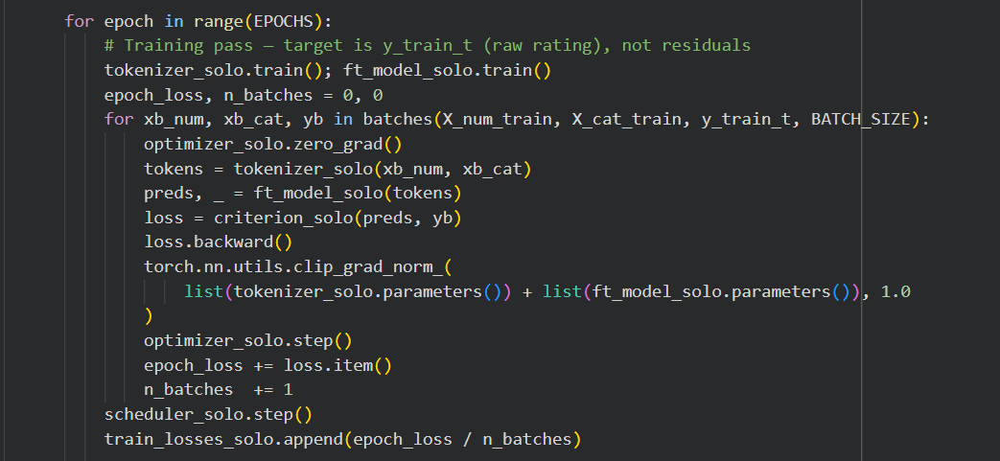 for epoch in range(EPOCHS):
    # Training pass — target is y_train_t (raw rating), not residuals
    tokenizer_solo.train(); ft_model_solo.train()
    epoch_loss, n_batches = 0, 0
    for xb_num, xb_cat, yb in batches(X_num_train, X_cat_train, y_train_t, BATCH_SIZE):
        optimizer_solo.zero_grad()
        tokens = tokenizer_solo(xb_num, xb_cat)
        preds, _ = ft_model_solo(tokens)
        loss = criterion_solo(preds, yb)
        loss.backward()
        torch.nn.utils.clip_grad_norm_(
            list(tokenizer_solo.parameters()) + list(ft_model_solo.parameters()), 1.0
        )
        optimizer_solo.step()
        epoch_loss += loss.item()
        n_batches  += 1
    scheduler_solo.step()
    train_losses_solo.append(epoch_loss / n_batches)